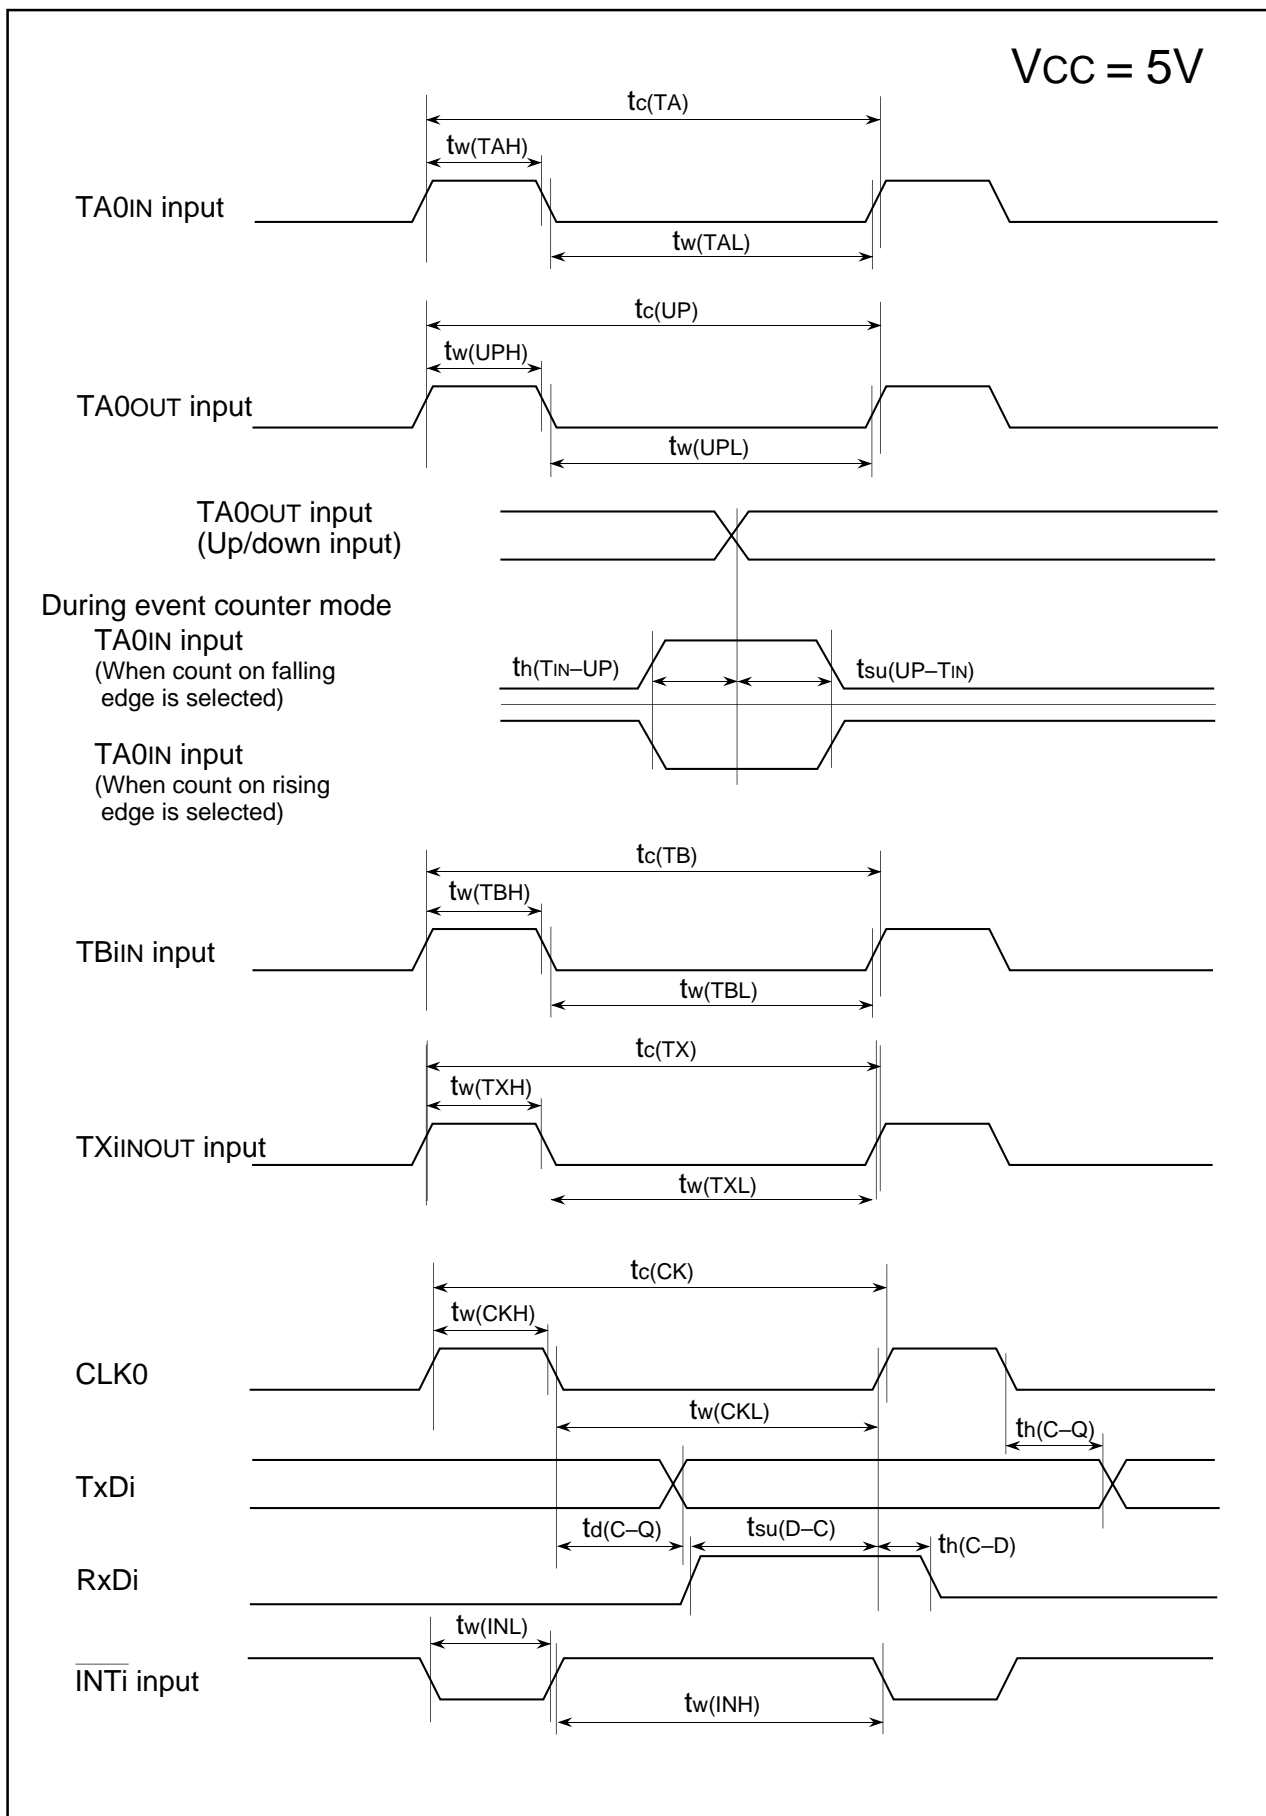 VCC = 5V
tc(TA)
tw(TAH)
TA0IN input
tw(TAL)
tc(UP)
tw(UPH)
TA0OUT input
tw(UPL)
TA0OUT input
(Up/down input)
During event counter mode
TA0IN input
(When count on falling
edge is selected)
th(TIN–UP)
tsu(UP–TIN)
TA0IN input
(When count on rising
edge is selected)
tc(TB)
tw(TBH)
TBiIN input
tw(TBL)
tc(TX)
tw(TXH)
TXiINOUT input
tw(TXL)
tc(CK)
tw(CKH)
CLK0
tw(CKL)
th(C–Q)
TxDi
td(C–Q)
tsu(D–C)
th(C–D)
RxDi
tw(INL)
INTi input
tw(INH)